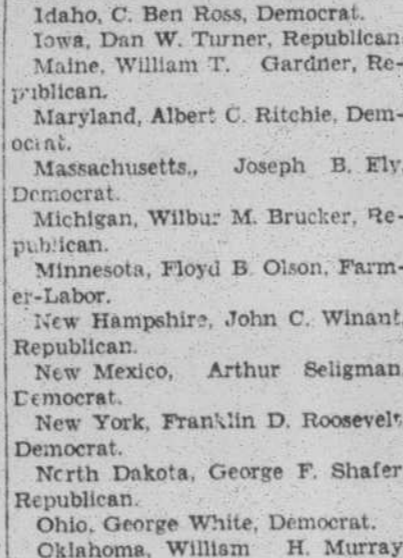 Idaho, C. Ben Ross, Democrat.
Iowa, Dan W. Turner, Republican
Maine, William T. Gardner, Re-
publican.
Maryland, Albert C. Ritchie, Dem-
ocrat.
Massachusetts., Joseph B. Ely
Democrat.
Michigan, Wilbur M. Brucker, Re-
publican.
Minnesota, Floyd B. Olson, Farm-
er-Labor.
New Hampshire, John C. Winant
Republican.
New Mexico, Arthur Seligman
Democrat.
New York, Franklin D. Roosevelt
Democrat.
North Dakota, George F. Shafer
Republican.
Ohio, George White, Democrat.
Oklahoma, William H. Murray